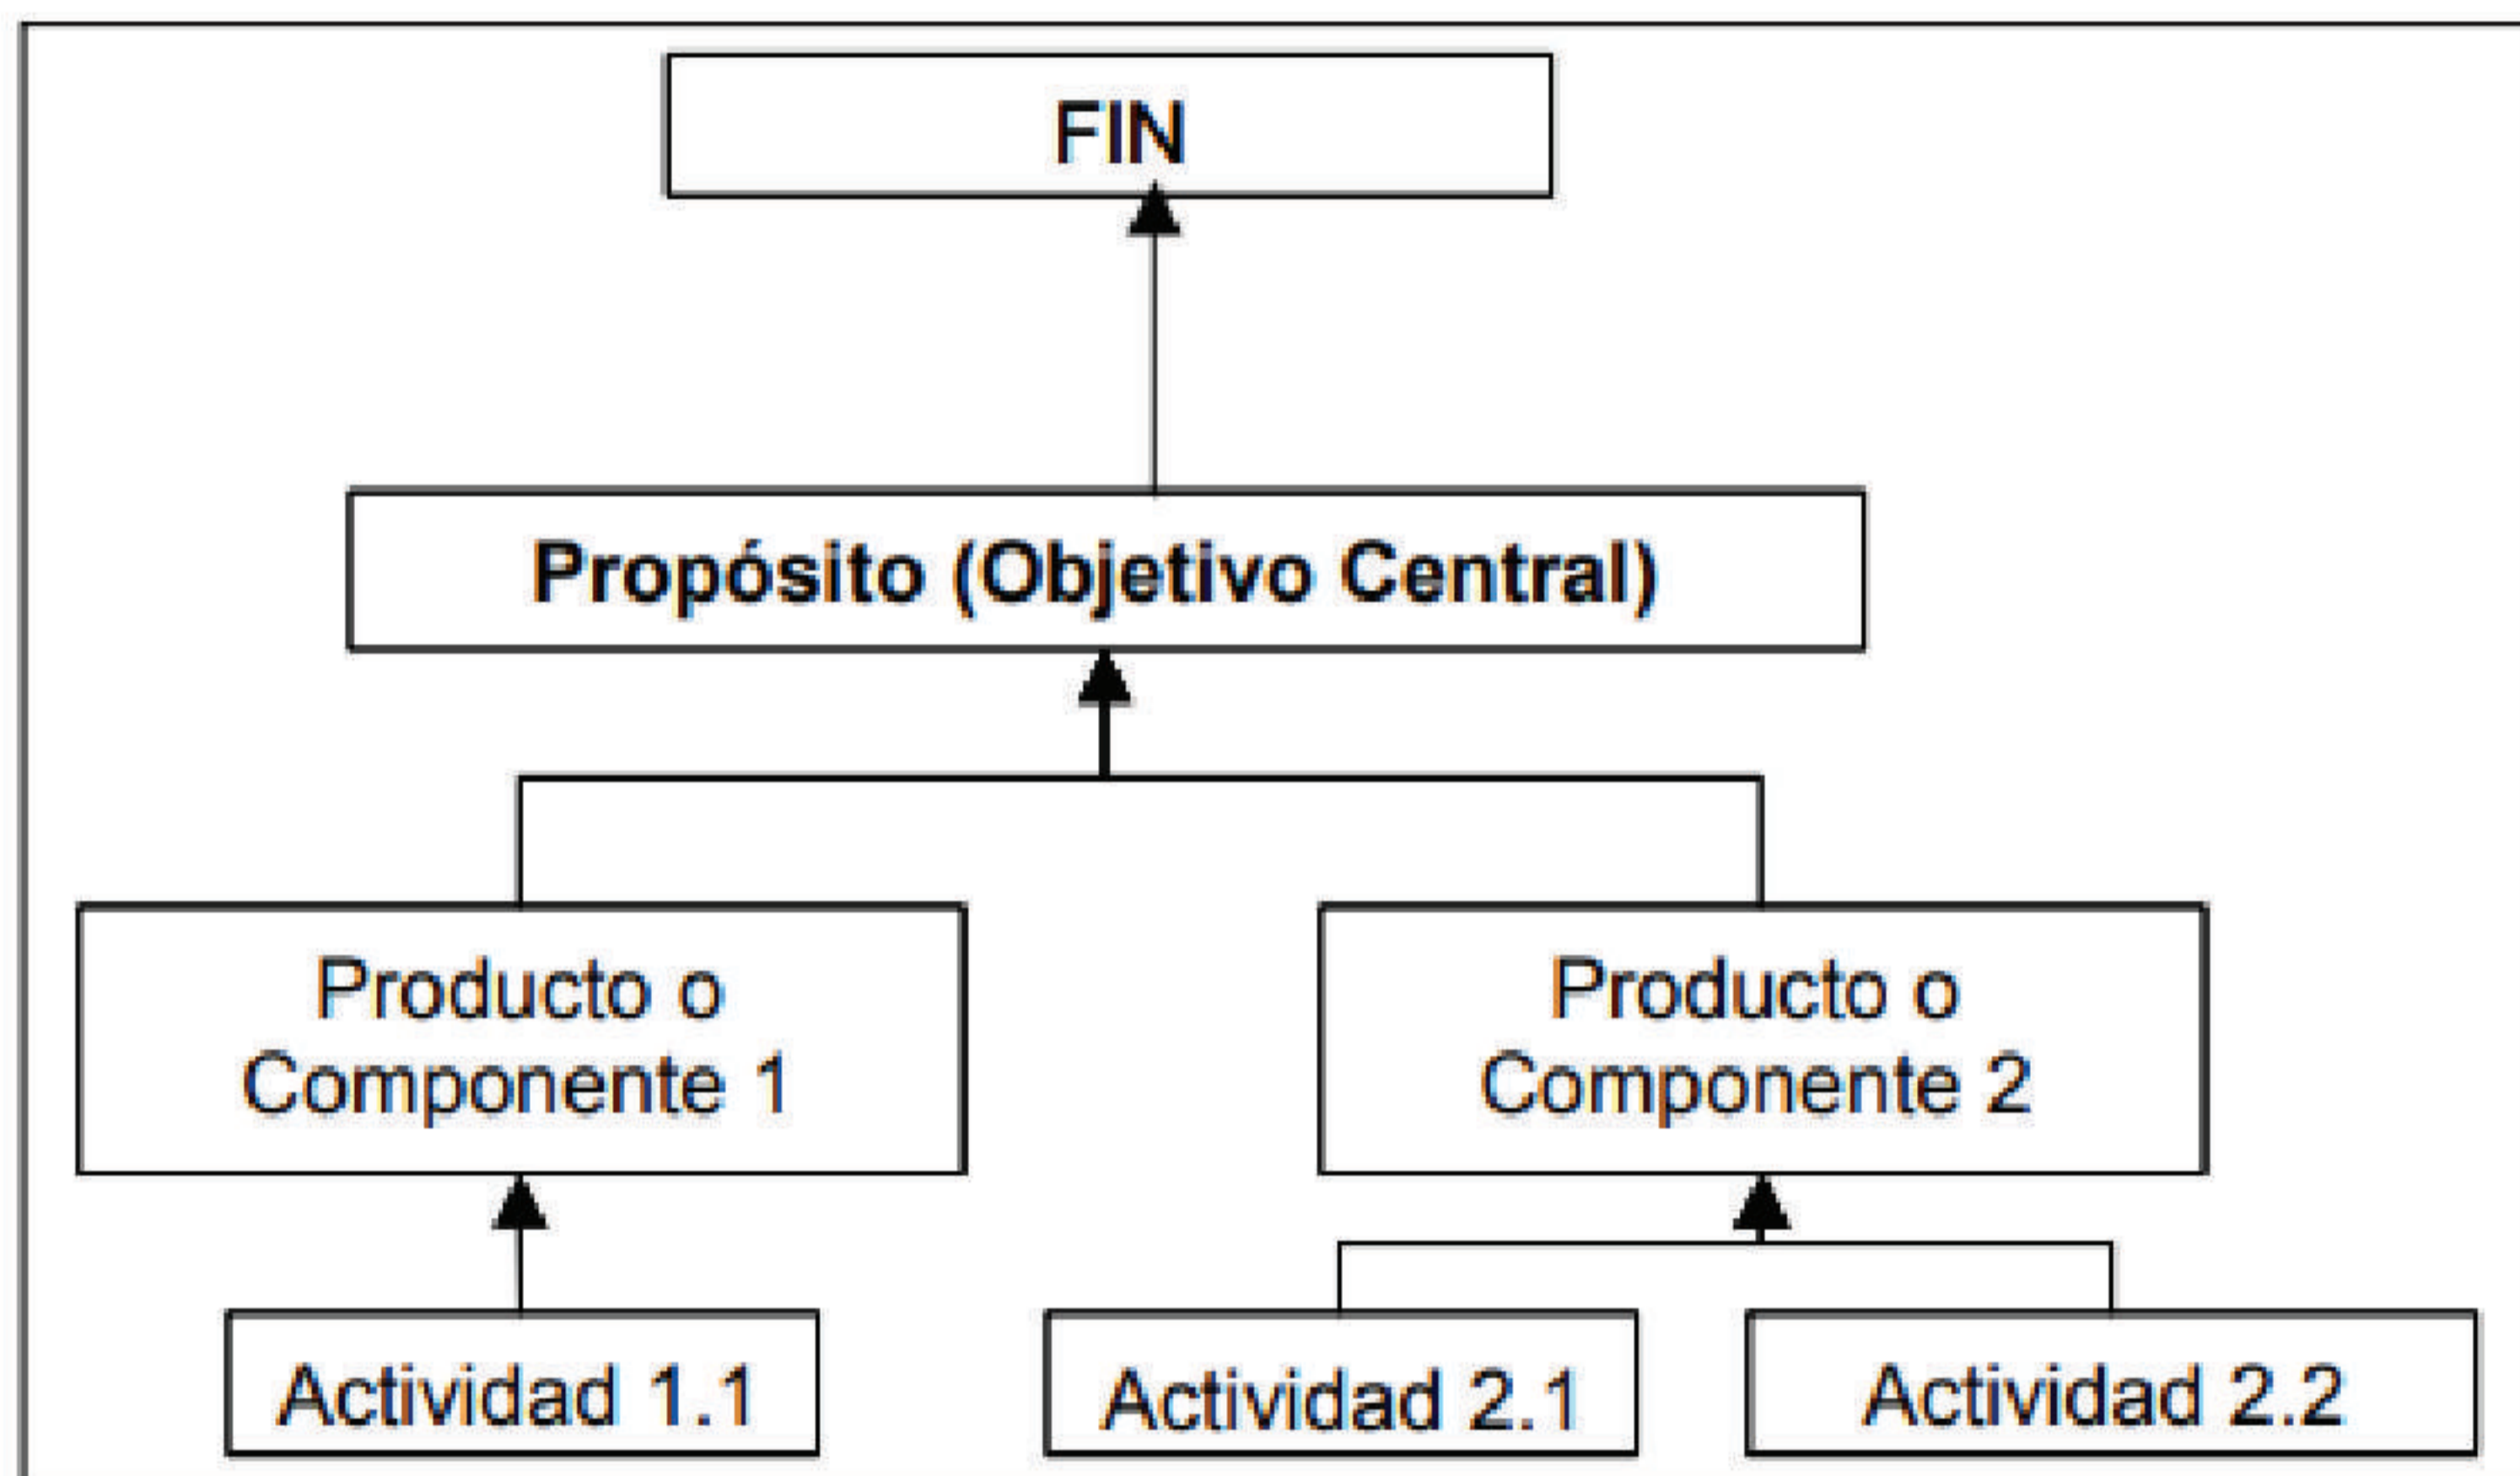 FIN
Propósito (Objetivo Central)
Producto o
Componente 1
Producto o
Componente 2
Actividad 1.1
Actividad 2.1
Actividad 2.2